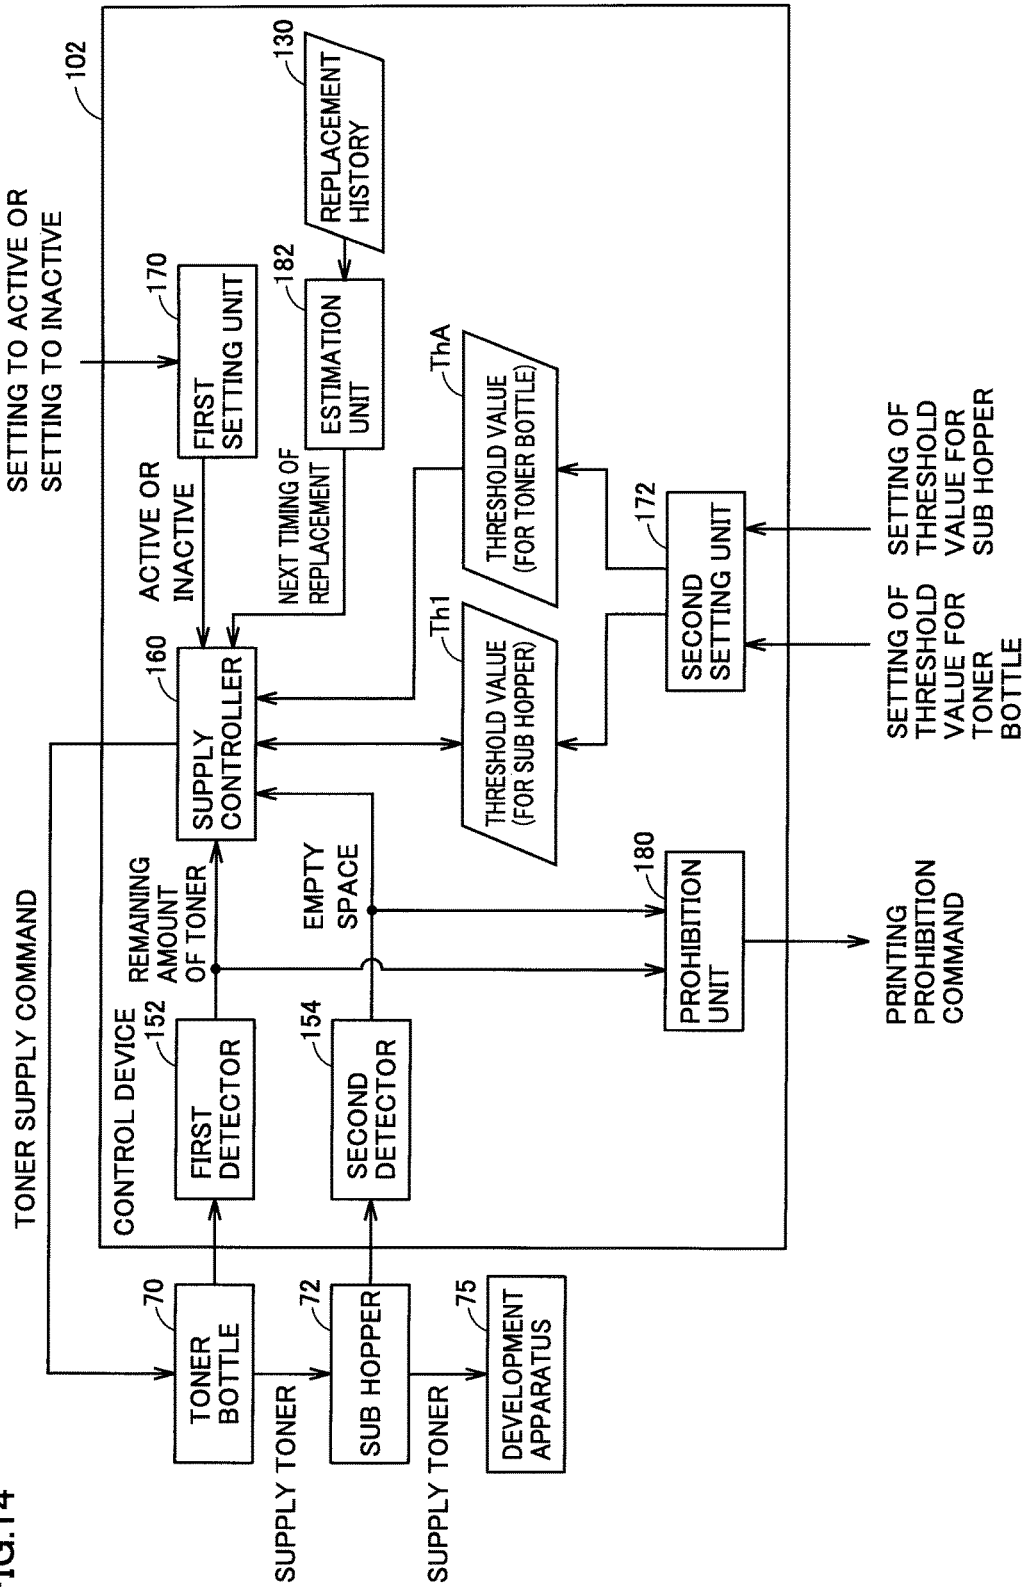 FIG.14
TONER SUPPLY COMMAND
SETTING TO ACTIVE OR
SETTING TO INACTIVE
102
CONTROL DEVICE
70
TONER
BOTTLE
152
FIRST
DETECTOR
REMAINING
AMOUNT
OF TONER
160
SUPPLY
CONTROLLER
ACTIVE OR
INACTIVE
170
FIRST
SETTING UNIT
SUPPLY TONER
72
SUB HOPPER
154
SECOND
DETECTOR
EMPTY
SPACE
NEXT TIMING OF
REPLACEMENT
182
ESTIMATION
UNIT
130
REPLACEMENT
HISTORY
SUPPLY TONER
75
DEVELOPMENT
APPARATUS
Th1
THRESHOLD VALUE
(FOR SUB HOPPER)
ThA
THRESHOLD VALUE
(FOR TONER BOTTLE)
180
PROHIBITION
UNIT
172
SECOND
SETTING UNIT
PRINTING
PROHIBITION
COMMAND
SETTING OF
THRESHOLD
VALUE FOR
TONER
BOTTLE
SETTING OF
THRESHOLD
VALUE FOR
SUB HOPPER